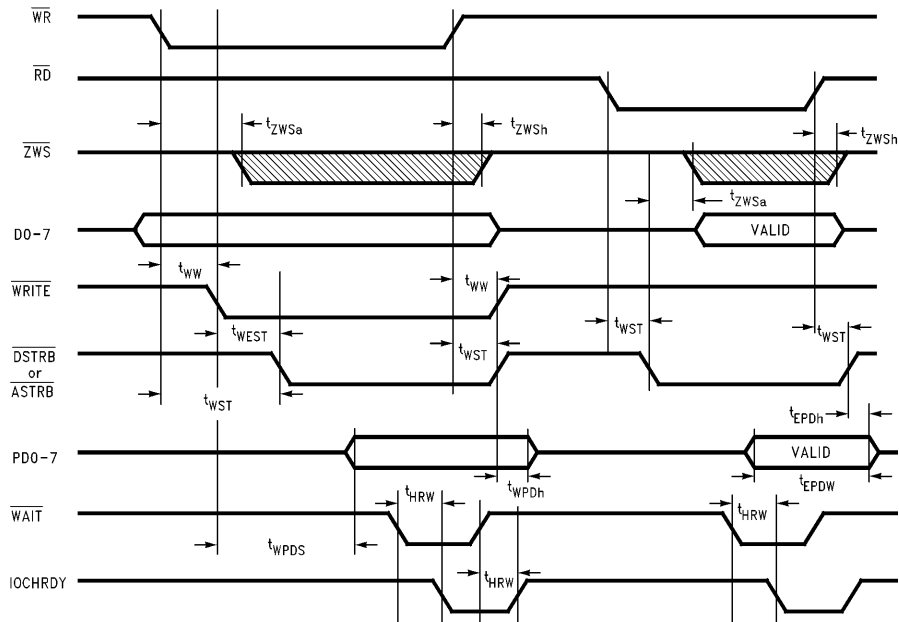 WR
RD
tZWSa
tZWSh
tZWSh
ZWS
tZWSa
D0-7
VALID
tWW
tWW
WRITE
tWEST
tWST
tWST
tWST
DSTRB
or
ASTRB
tWST
tEPDh
PD0-7
VALID
tWPDh
tEPDW
tHRW
tHRW
WAIT
tWPDS
tHRW
IOCHRDY